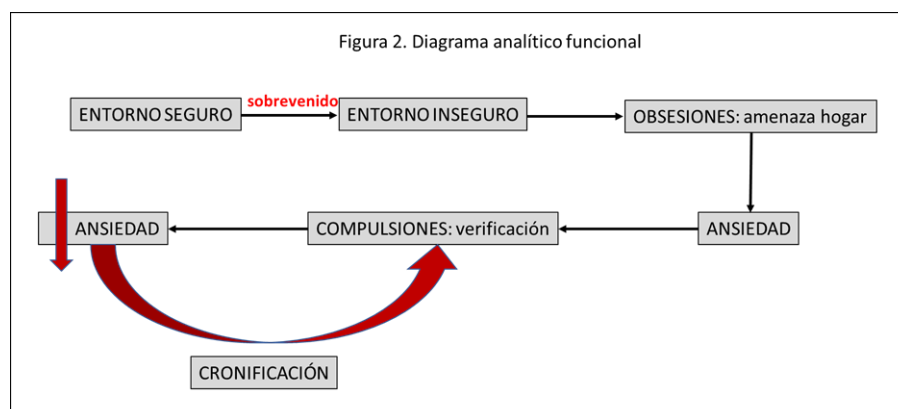 Figura 2. Diagrama analítico funcional
sobrevenido
ENTORNO SEGURO
ENTORNO INSEGURO
OBSESIONES: amenaza hogar
ANSIEDAD
COMPULSIONES: verificación
ANSIEDAD
CRONIFICACIÓN